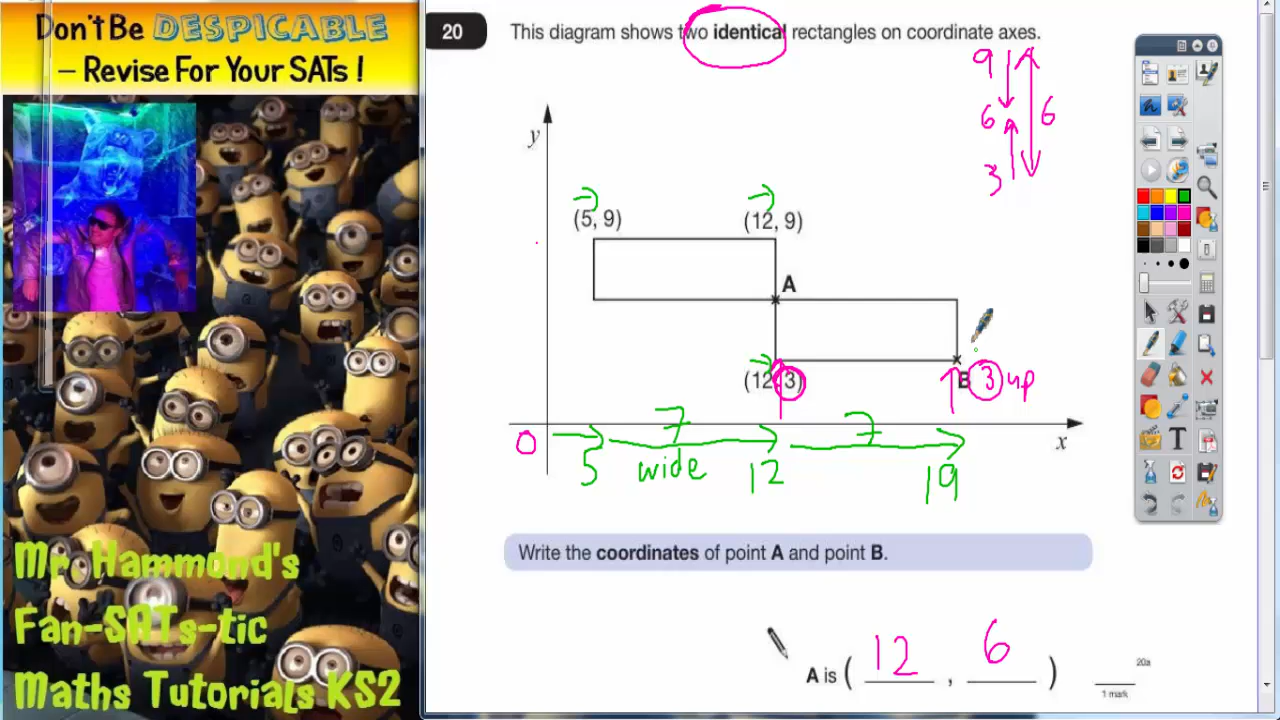 Don't Be DESPICABLE
– Revise For Your SATs !
20
This diagram shows two identical rectangles on coordinate axes.
9
6
6
3
y
(5, 9)
(12, 9)
A
(12, 3)
B
3 up
x
0
5
7
wide
12
7
19
Write the coordinates of point A and point B.
A is ( 12 , 6 )
20a
1 mark
Mr Hammond's
Fan-SATs-tic
Maths Tutorials KS2